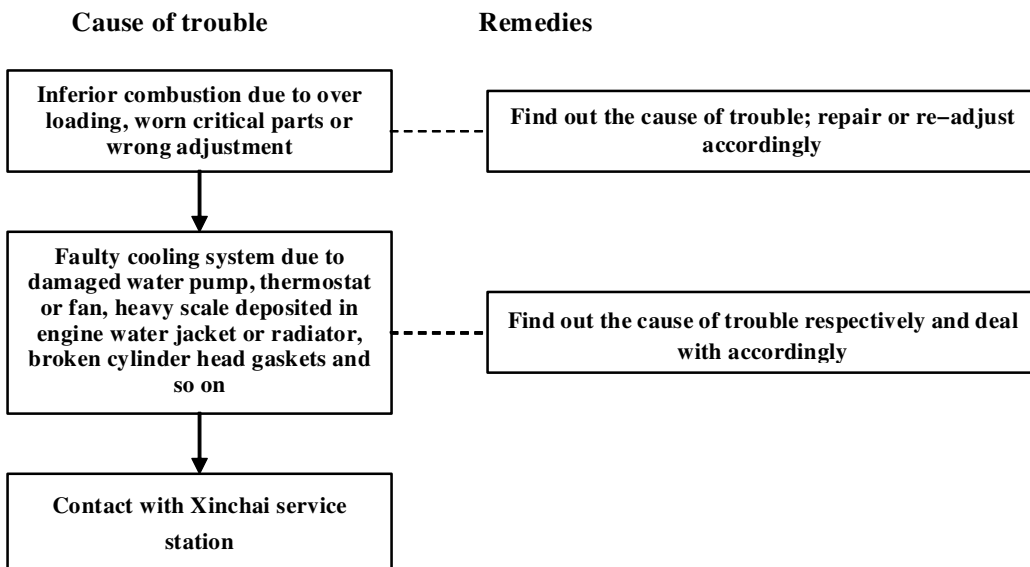 Cause of trouble
Remedies
Inferior combustion due to over
loading, worn critical parts or
wrong adjustment
Find out the cause of trouble; repair or re-adjust
accordingly
Faulty cooling system due to
damaged water pump, thermostat
or fan, heavy scale deposited in
engine water jacket or radiator,
broken cylinder head gaskets and
so on
Find out the cause of trouble respectively and deal
with accordingly
Contact with Xinchai service
station